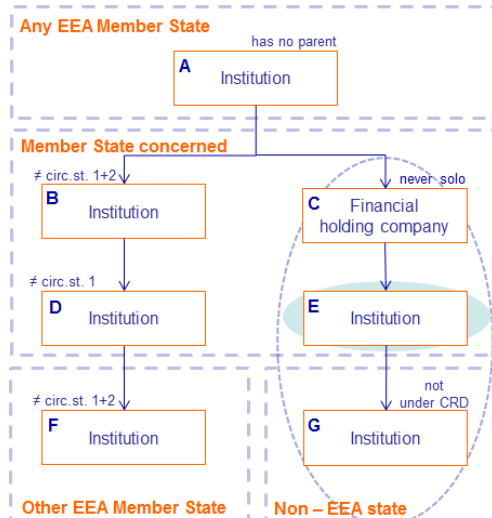 Any EEA Member State
has no parent
A
Institution
Member State concerned
≠ circ.st. 1+2
never solo
B
Institution
C
Financial
holding company
≠ circ.st. 1
D
Institution
E
Institution
≠ circ.st. 1+2
not
under CRD
F
Institution
G
Institution
Other EEA Member State
Non – EEA state